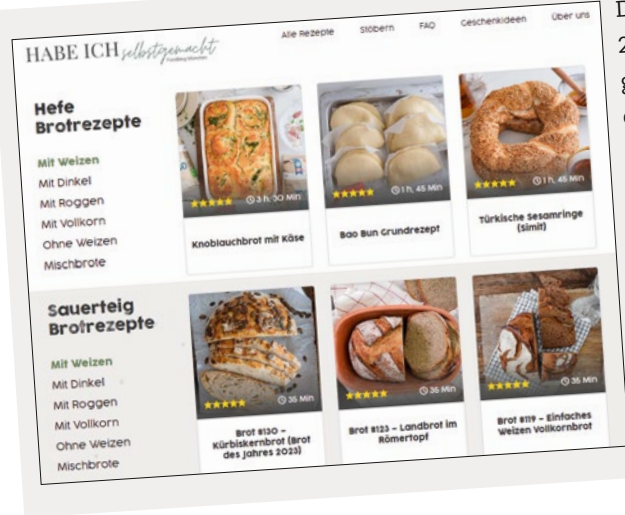 HABE ICH selbstgemacht
Alle Rezepte Stöbern FAQ Geschenkideen Über uns
Hefe
Brotrezepte
Mit Weizen
Mit Dinkel
Mit Roggen
Mit Vollkorn
Ohne Weizen
Mischbrote
3 h, 30 Min
Knoblauchbrot mit Käse
1 h, 45 Min
Bao Bun Grundrezept
1 h, 45 Min
Türkische Sesamringe
(Simit)
Sauerteig
Brotrezepte
Mit Weizen
Mit Dinkel
Mit Roggen
Mit Vollkorn
Ohne Weizen
Mischbrote
35 Min
Brot #130 –
Kürbiskernbrot (Brot
des Jahres 2023)
35 Min
Brot #123 – Landbrot im
Römertopf
35 Min
Brot #119 – Einfaches
Weizen Vollkornbrot